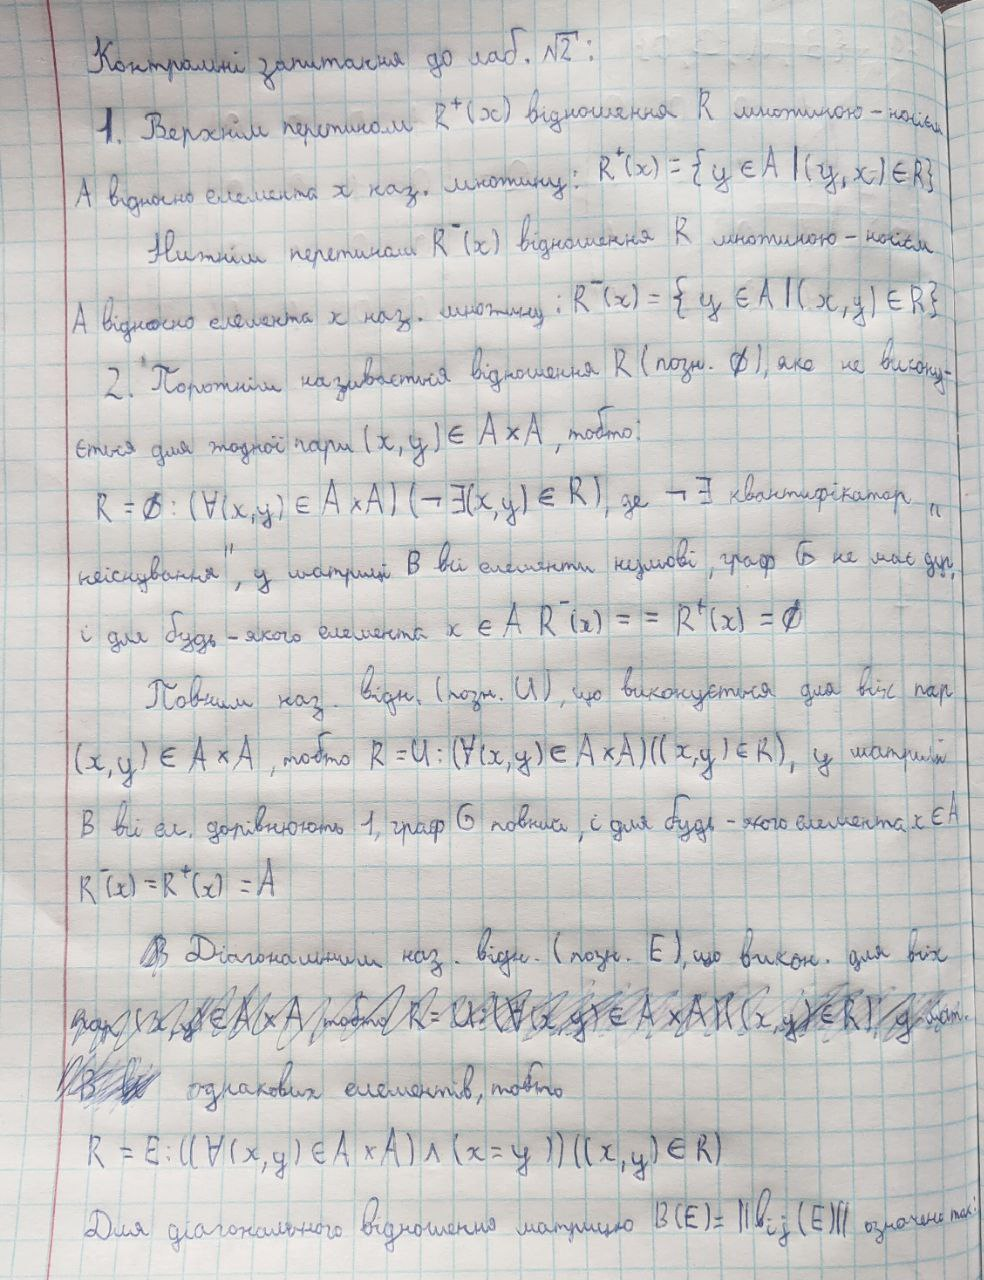 Контрольні запитання до лаб. №2:
1. Верхнім перетином R⁺(x) відношення R множиною-носієм
A відносно елемента x наз. множину: R⁺(x) = {y ∈ A | (y, x) ∈ R}
Нижнім перетином R⁻(x) відношення R множиною-носієм
A відносно елемента x наз. множину: R⁻(x) = {y ∈ A | (x, y) ∈ R}
2. Порожнім називається відношення R (позн. ∅), яке не викону-
ється для жодної пари (x, y) ∈ A×A, тобто:
R = ∅: (∀(x, y) ∈ A×A) (¬∃(x, y) ∈ R), де ¬∃ квантифікатор „
неіснування", у матриці B всі елементи нульові, граф G не має дуг,
і для будь-якого елемента x ∈ A R⁻(x) = = R⁺(x) = ∅
Повним наз. відн. (позн. U), що виконується для всіх пар
(x, y) ∈ A×A, тобто R = U: (∀(x, y) ∈ A×A) ((x, y) ∈ R), у матриці
B всі ел. дорівнюють 1, граф G повний, і для будь-якого елемента x ∈ A
R⁻(x) = R⁺(x) = A
Діагональним наз. відн. (позн. E), що викон. для всіх
(x, y) ∈ A×A тобто R = U: (∀(x, y) ∈ A×A) ((x, y) ∈ R), у мат.
B всі однакових елементів, тобто
R = E: ((∀(x, y) ∈ A×A) ∧ (x = y)) ((x, y) ∈ R)
Для діагонального відношення матрицю B(E) = ||bᵢⱼ(E)|| означено так: